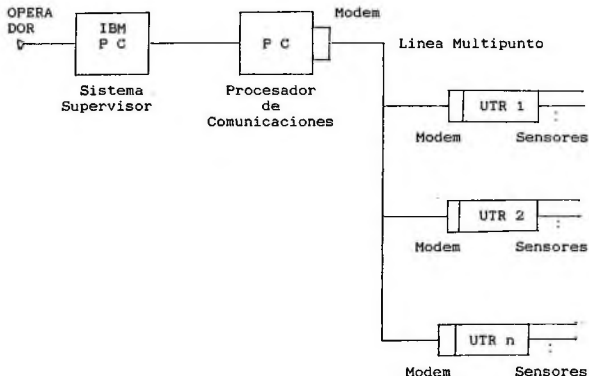 OPERA
DOR
IBM
P C
Sistema
Supervisor
P C
Procesador
de
Comunicaciones
Modem
Linea Multipunto
UTR 1
Modem
Sensores
UTR 2
Modem
Sensores
UTR n
Modem
Sensores